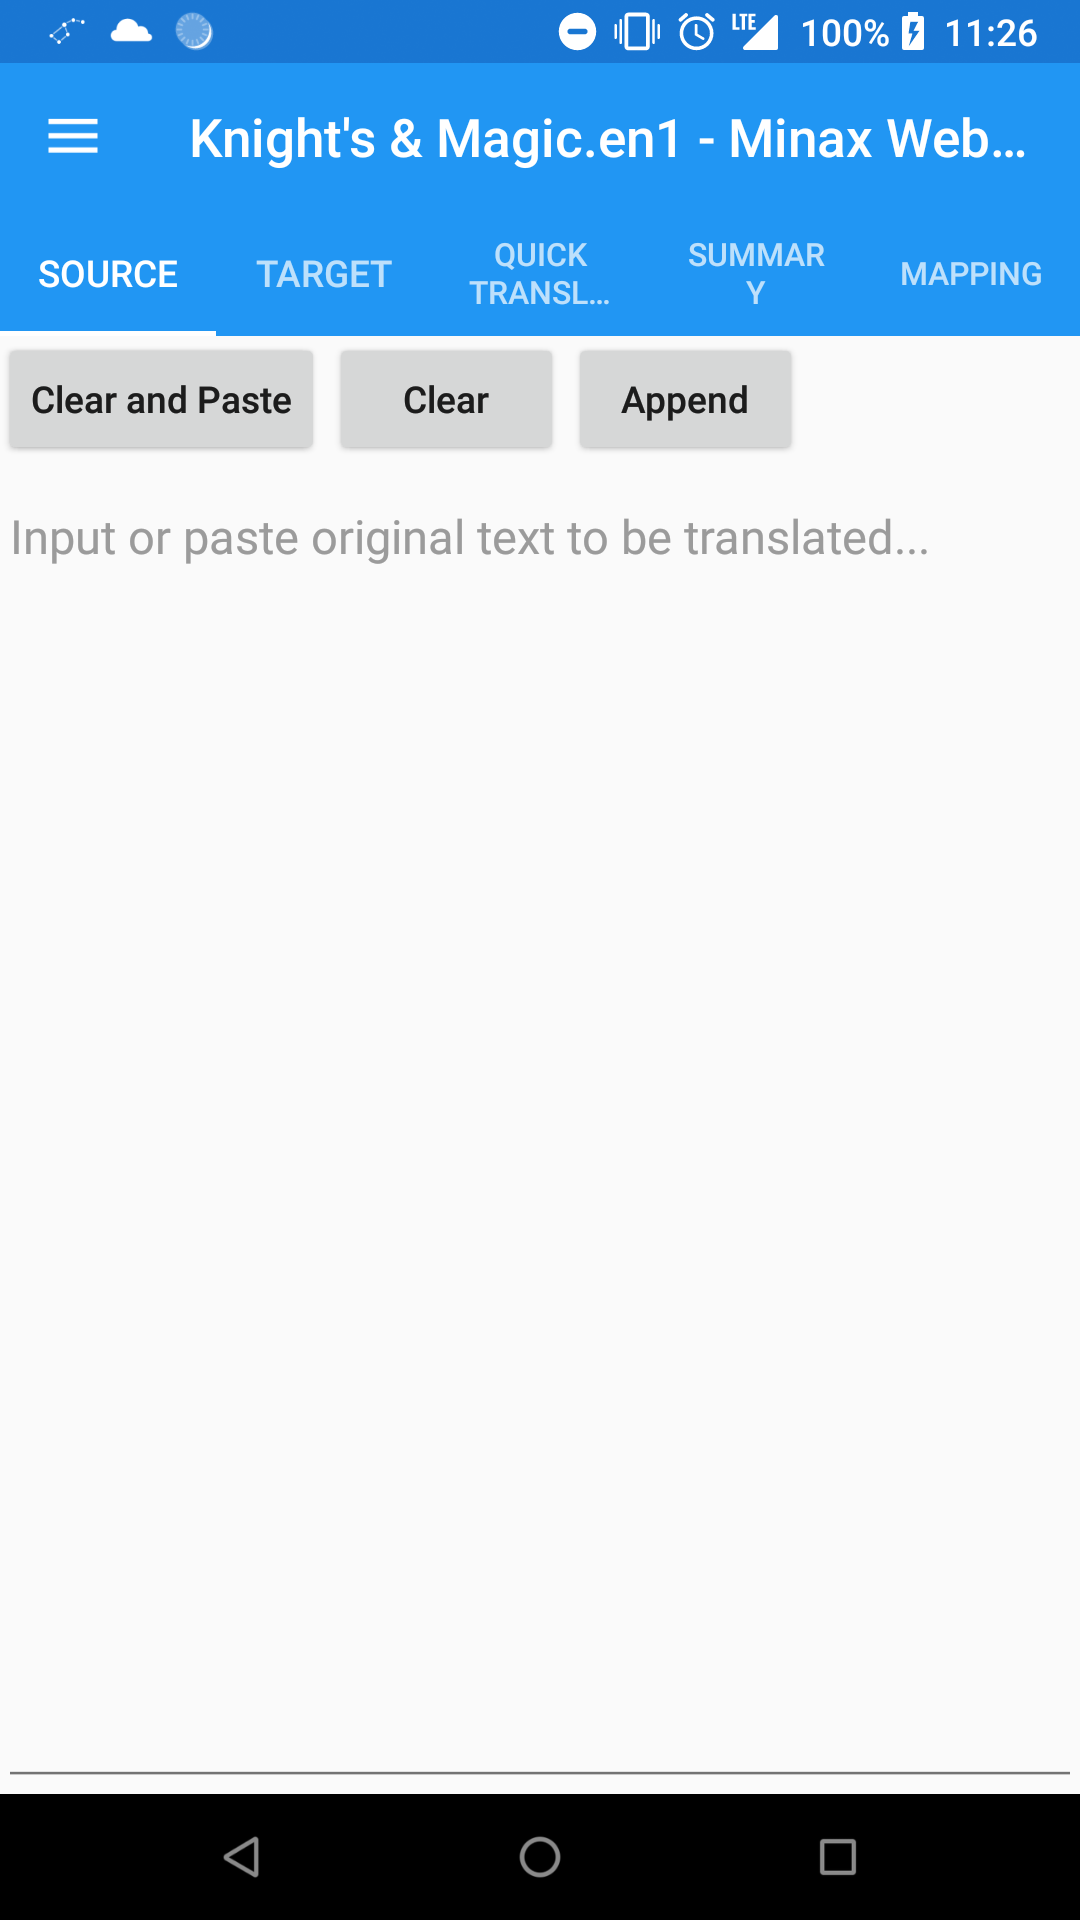 LTE 100% 11:26
Knight's & Magic.en1 - Minax Web...
SOURCE
TARGET
QUICK
TRANSL...
SUMMAR
Y
MAPPING
Clear and Paste
Clear
Append
Input or paste original text to be translated...